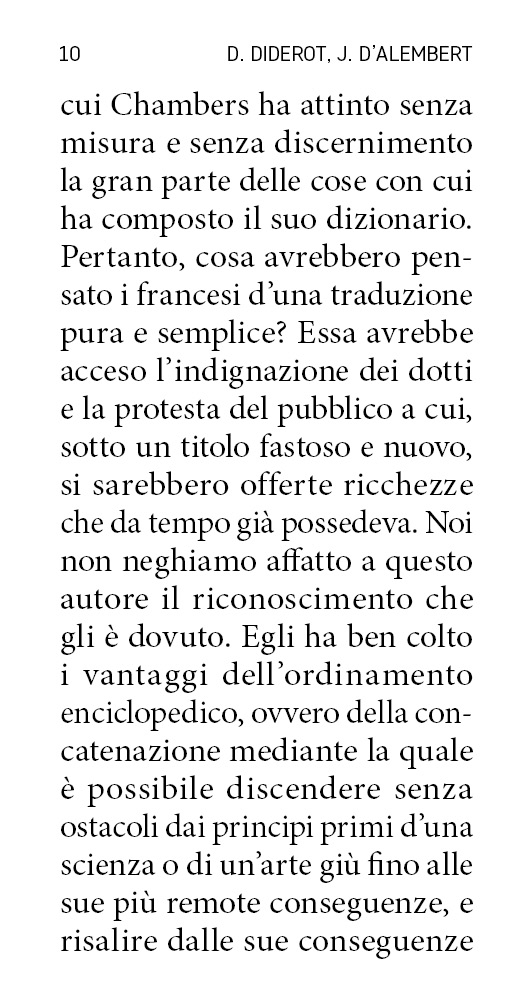 10 D. DIDEROT, J. D’ALEMBERT
cui Chambers ha attinto senza
misura e senza discernimento
la gran parte delle cose con cui
ha composto il suo dizionario.
Pertanto, cosa avrebbero pen-
sato i francesi d’una traduzione
pura e semplice? Essa avrebbe
acceso l’indignazione dei dotti
e la protesta del pubblico a cui,
sotto un titolo fastoso e nuovo,
si sarebbero offerte ricchezze
che da tempo già possedeva. Noi
non neghiamo affatto a questo
autore il riconoscimento che
gli è dovuto. Egli ha ben colto
i vantaggi dell’ordinamento
enciclopedico, ovvero della con-
catenazione mediante la quale
è possibile discendere senza
ostacoli dai principi primi d’una
scienza o di un’arte giù fino alle
sue più remote conseguenze, e
risalire dalle sue conseguenze